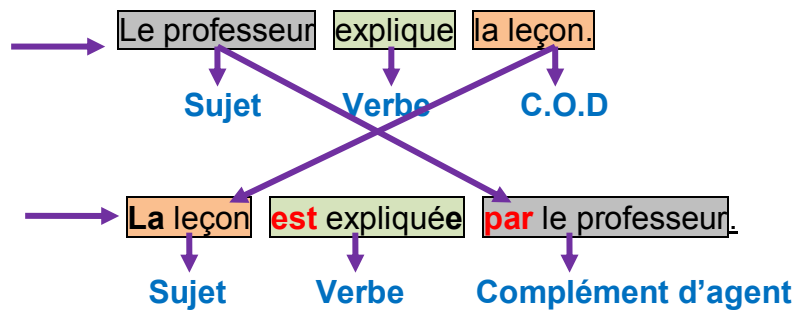 Le professeur explique la leçon.
Sujet Verbe C.O.D
La leçon est expliquée par le professeur.
Sujet Verbe Complément d’agent